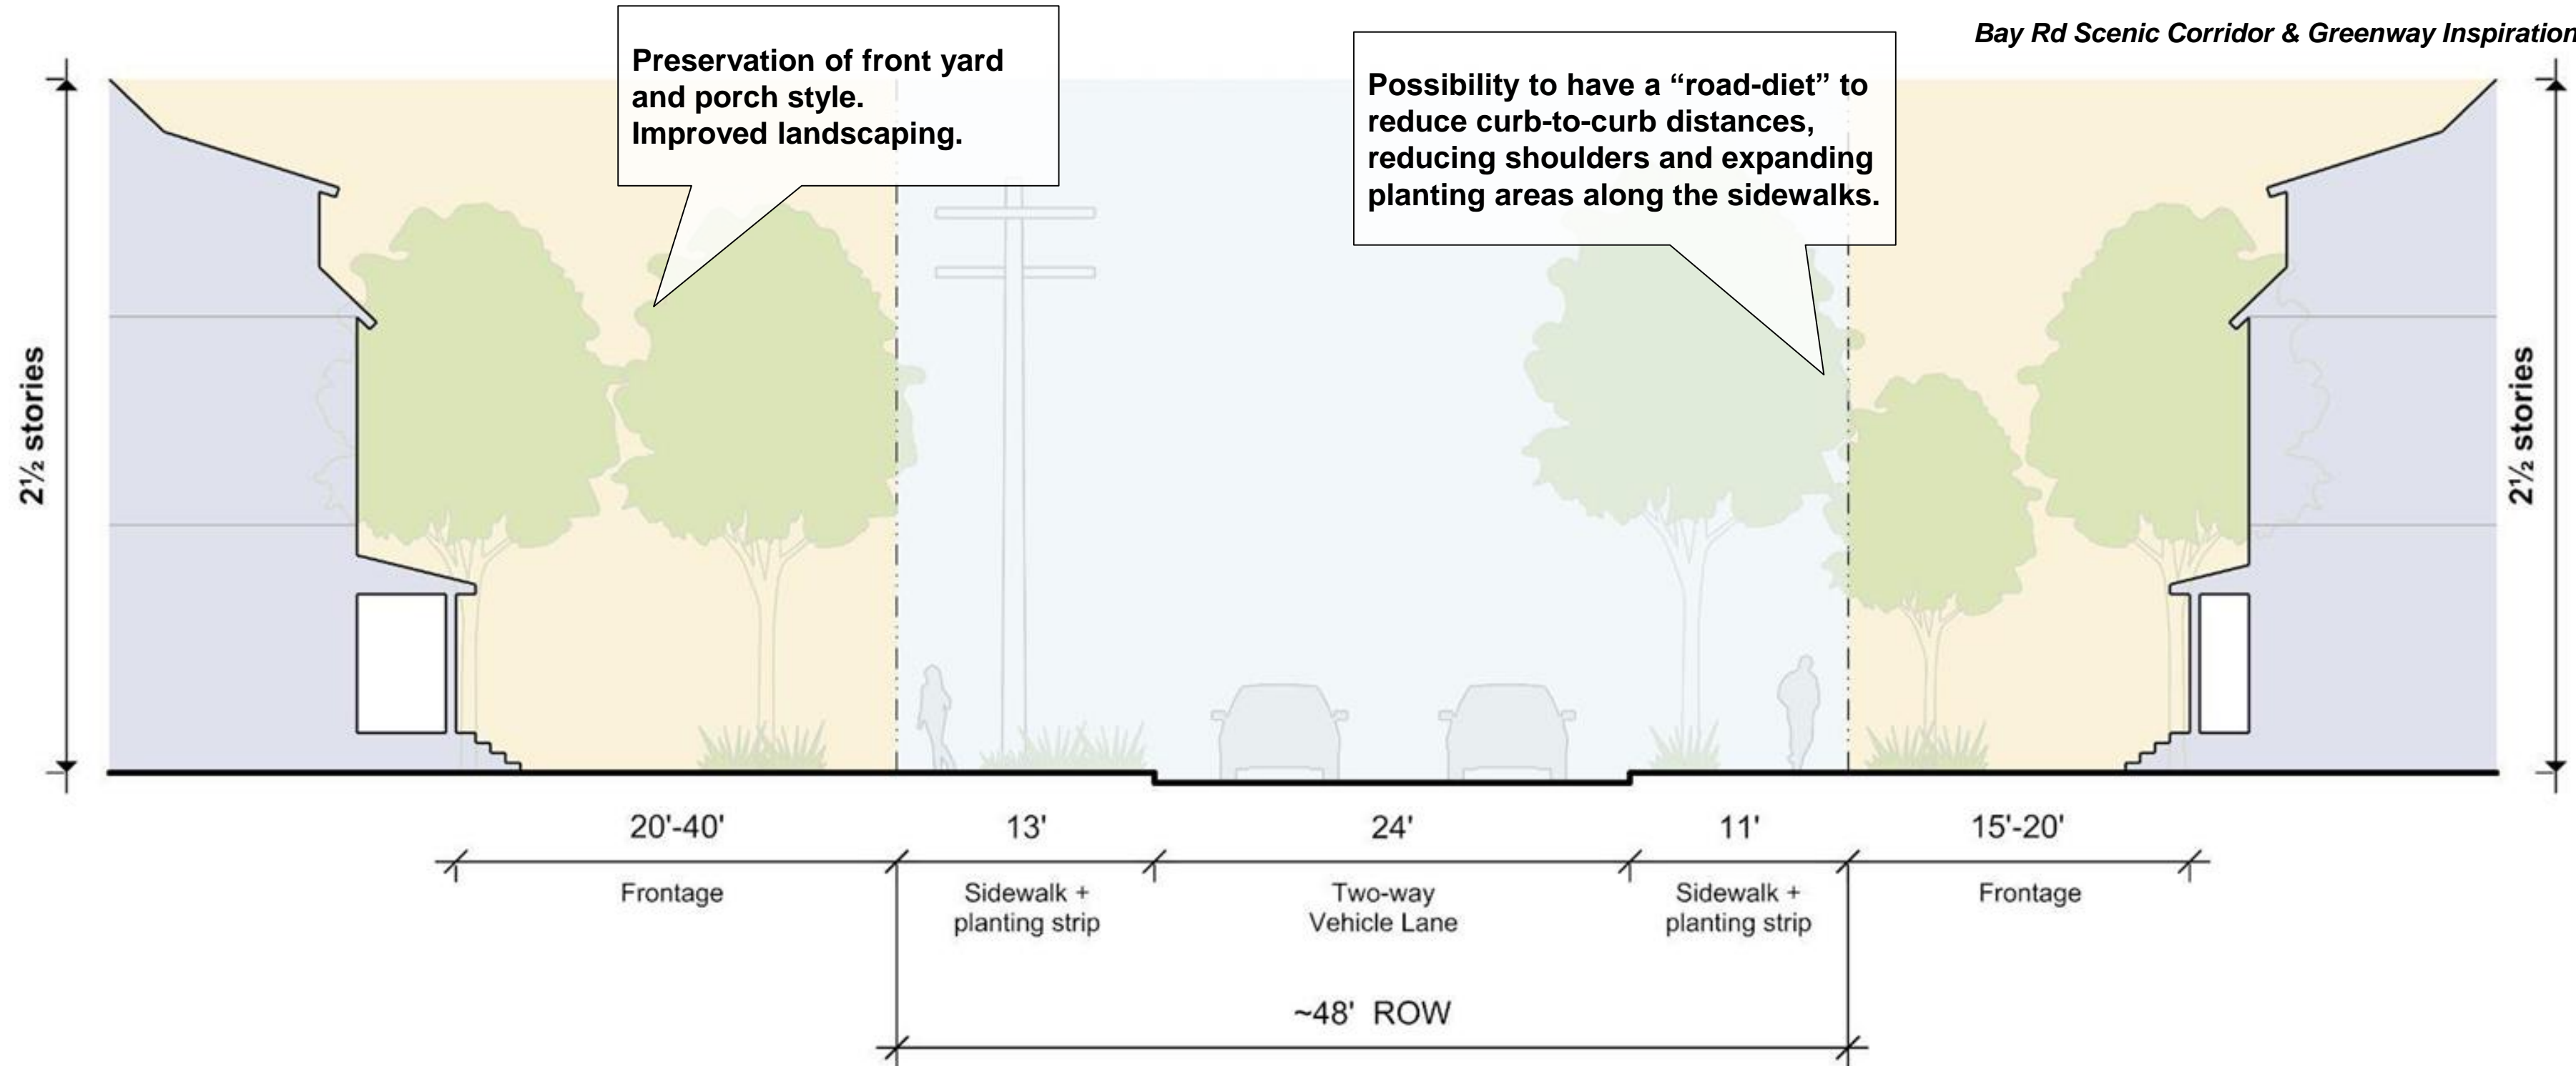 Bay Rd Scenic Corridor & Greenway Inspiration
Preservation of front yard
and porch style.
Improved landscaping.
Possibility to have a “road-diet” to
reduce curb-to-curb distances,
reducing shoulders and expanding
planting areas along the sidewalks.
2½ stories
2½ stories
20'-40'
13'
24'
11'
15'-20'
Frontage
Sidewalk +
planting strip
Two-way
Vehicle Lane
Sidewalk +
planting strip
Frontage
~48' ROW